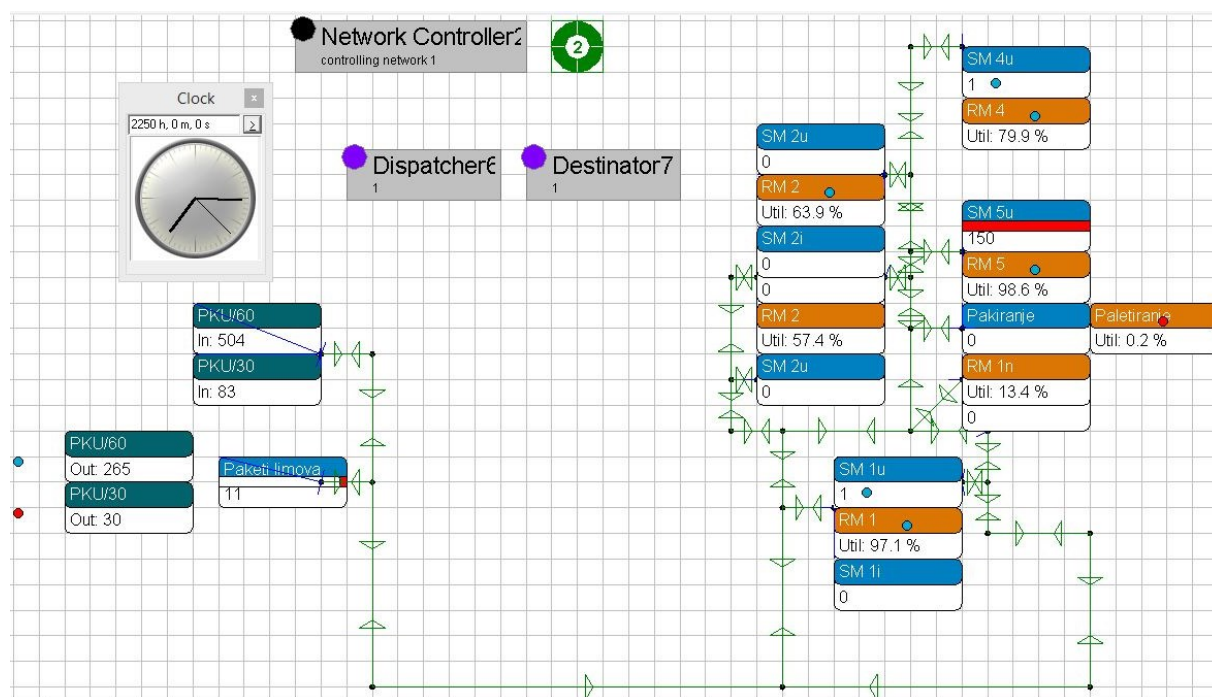 Network Controller2
controlling network 1
2
Clock
x
2250 h, 0 m, 0 s
>
Dispatcher6
1
Destinator7
1
SM 4u
1
RM 4
Util: 79.9 %
SM 2u
0
RM 2
Util: 63.9 %
SM 2i
0
0
RM 2
Util: 57.4 %
SM 2u
0
SM 5u
150
RM 5
Util: 98.6 %
Pakiranje
0
Paletiranje
Util: 0.2 %
RM 1n
Util: 13.4 %
0
PKU/60
In: 504
PKU/30
In: 83
PKU/60
Out: 265
PKU/30
Out: 30
Paketi limova
11
SM 1u
1
RM 1
Util: 97.1 %
SM 1i
0